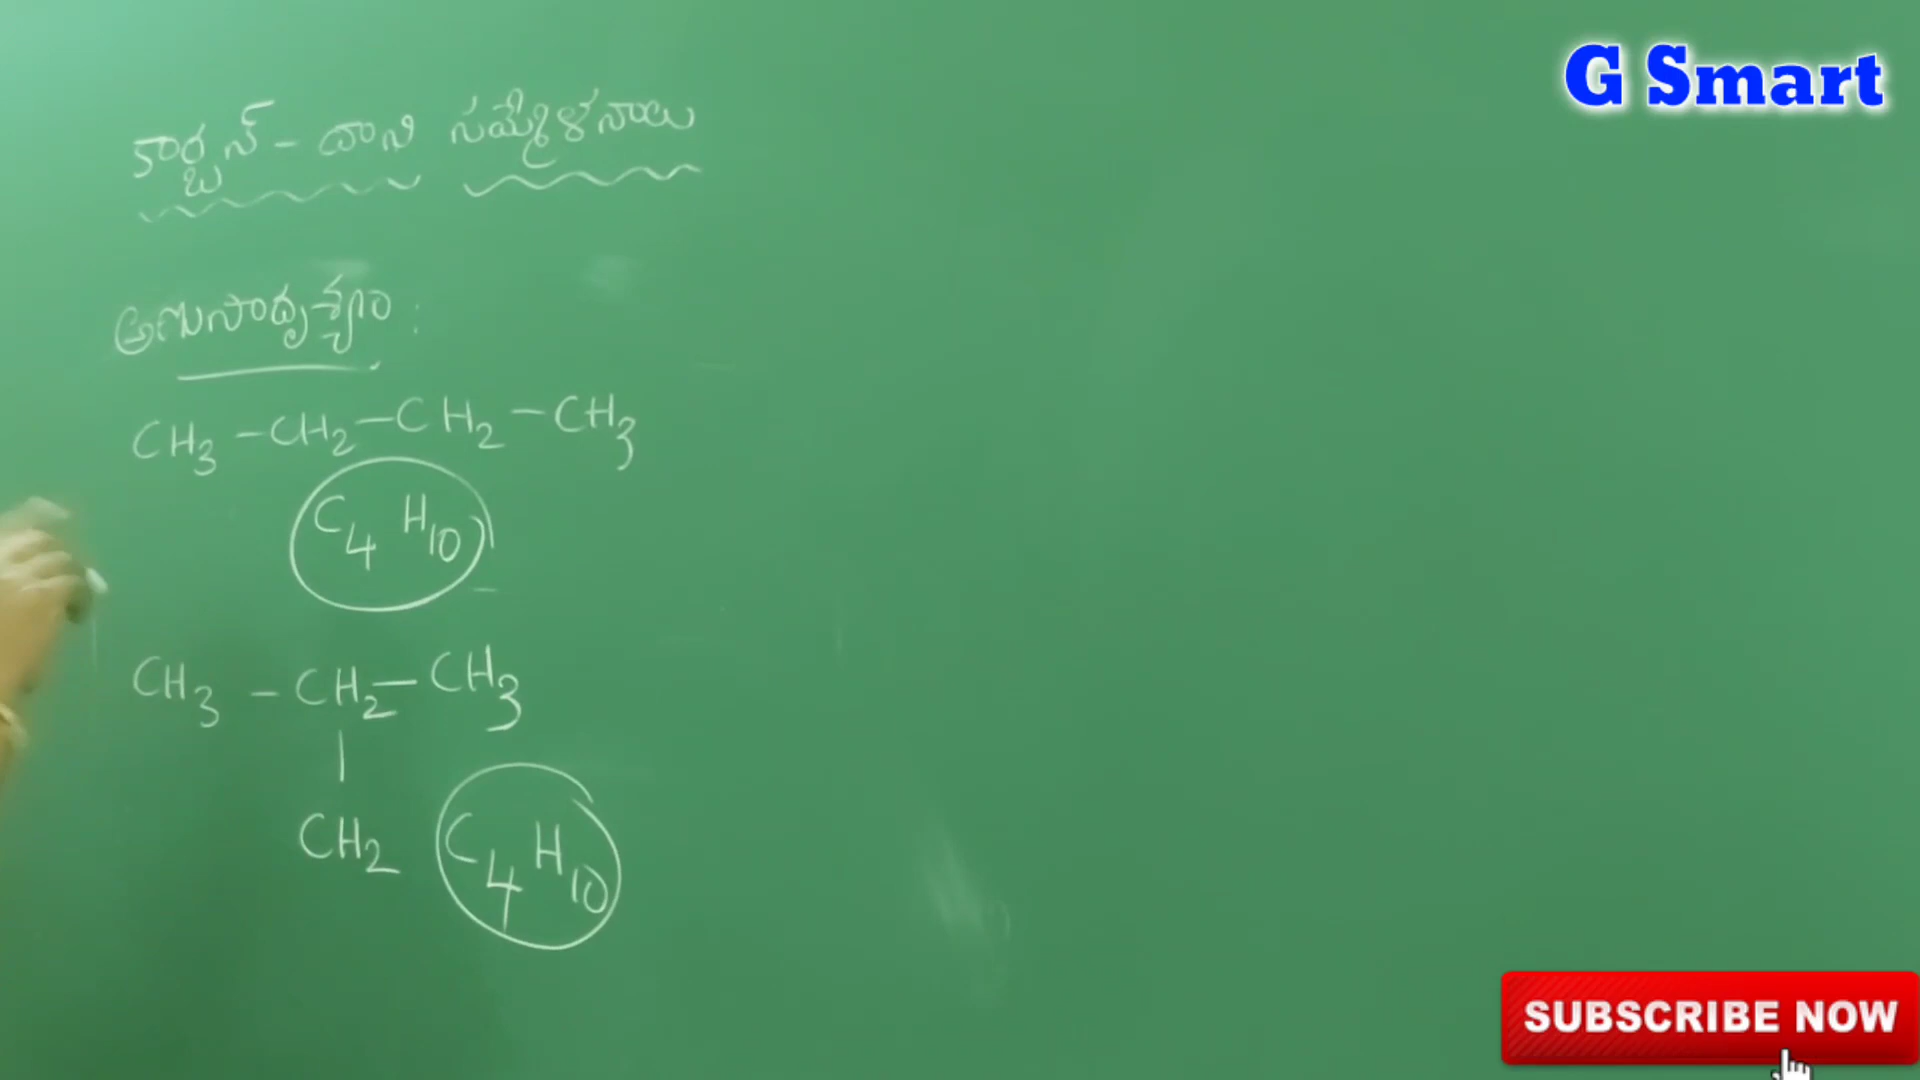 G Smart
కార్బన్ - దాని సమ్మేళనాలు
అణుసాదృశ్యం :
CH3 - CH2 - CH2 - CH3
C4 H10
CH3 - CH2 - CH3
|
CH2
C4 H10
SUBSCRIBE NOW